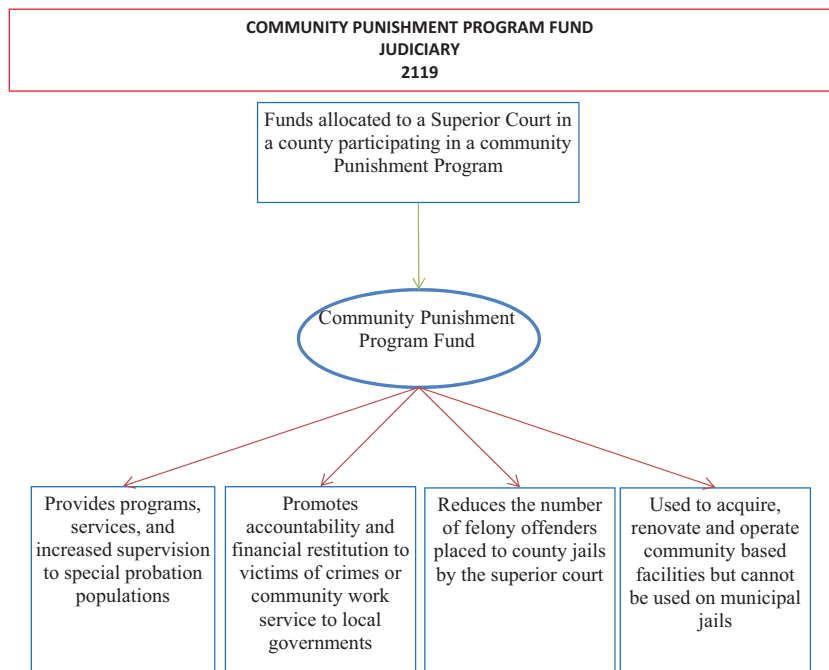 COMMUNITY PUNISHMENT PROGRAM FUND
JUDICIARY
2119
Funds allocated to a Superior Court in
a county participating in a community
Punishment Program
Community Punishment
Program Fund
Provides programs,
services, and
increased supervision
to special probation
populations
Promotes
accountability and
financial restitution to
victims of crimes or
community work
service to local
governments
Reduces the number
of felony offenders
placed to county jails
by the superior court
Used to acquire,
renovate and operate
community based
facilities but cannot
be used on municipal
jails